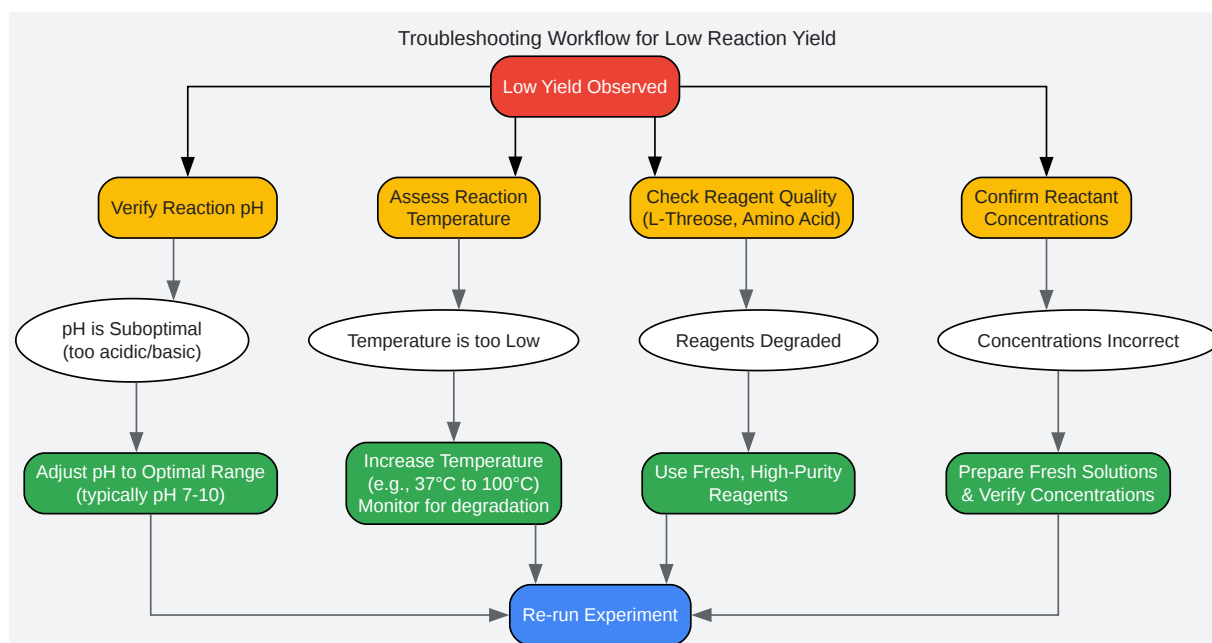 Troubleshooting Workflow for Low Reaction Yield
Low Yield Observed
Verify Reaction pH
Assess Reaction
Temperature
Check Reagent Quality
(L-Threose, Amino Acid)
Confirm Reactant
Concentrations
pH is Suboptimal
(too acidic/basic)
Temperature is too Low
Reagents Degraded
Concentrations Incorrect
Adjust pH to Optimal Range
(typically pH 7-10)
Increase Temperature
(e.g., 37°C to 100°C)
Monitor for degradation
Use Fresh, High-Purity
Reagents
Prepare Fresh Solutions
& Verify Concentrations
Re-run Experiment